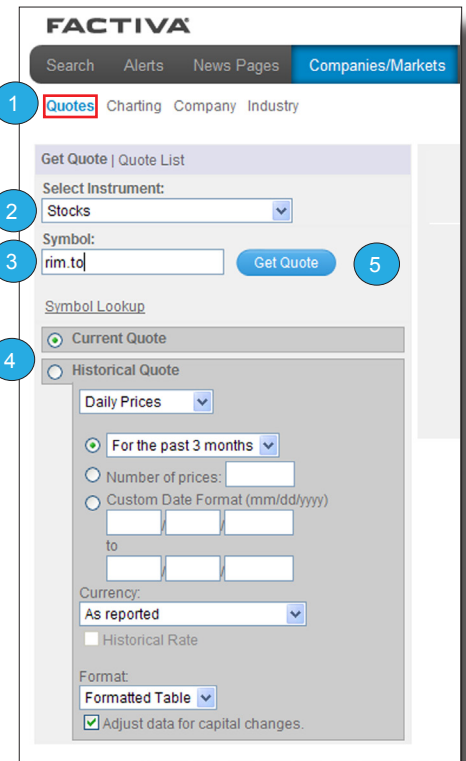 FACTIVA
Search Alerts News Pages Companies/Markets
1 Quotes Charting Company Industry
Get Quote | Quote List
Select Instrument:
2 Stocks
Symbol:
3 rim.to Get Quote 5
Symbol Lookup
Current Quote
4
Historical Quote
Daily Prices
For the past 3 months
Number of prices:
Custom Date Format (mm/dd/yyyy)
/ /
to
/ /
Currency:
As reported
Historical Rate
Format:
Formatted Table
Adjust data for capital changes.